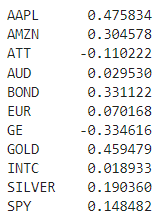 AAPL 0.475834
AMZN 0.304578
ATT -0.110222
AUD 0.029530
BOND 0.331122
EUR 0.070168
GE -0.334616
GOLD 0.459479
INTC 0.018933
SILVER 0.190360
SPY 0.148482